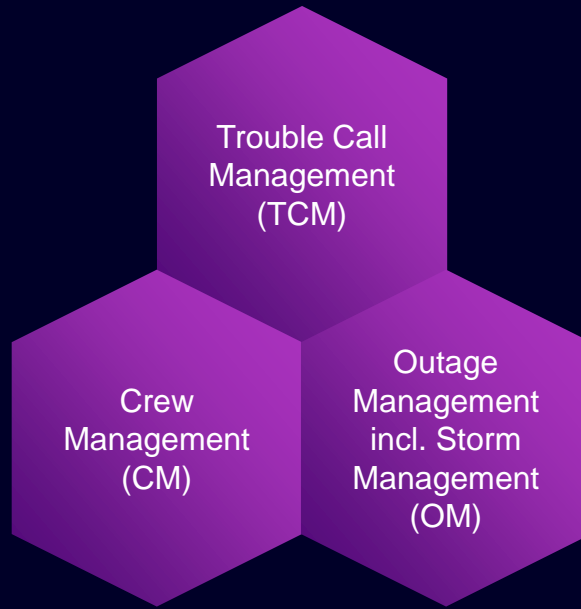 Trouble Call
Management
(TCM)
Crew
Management
(CM)
Outage
Management
incl. Storm
Management
(OM)